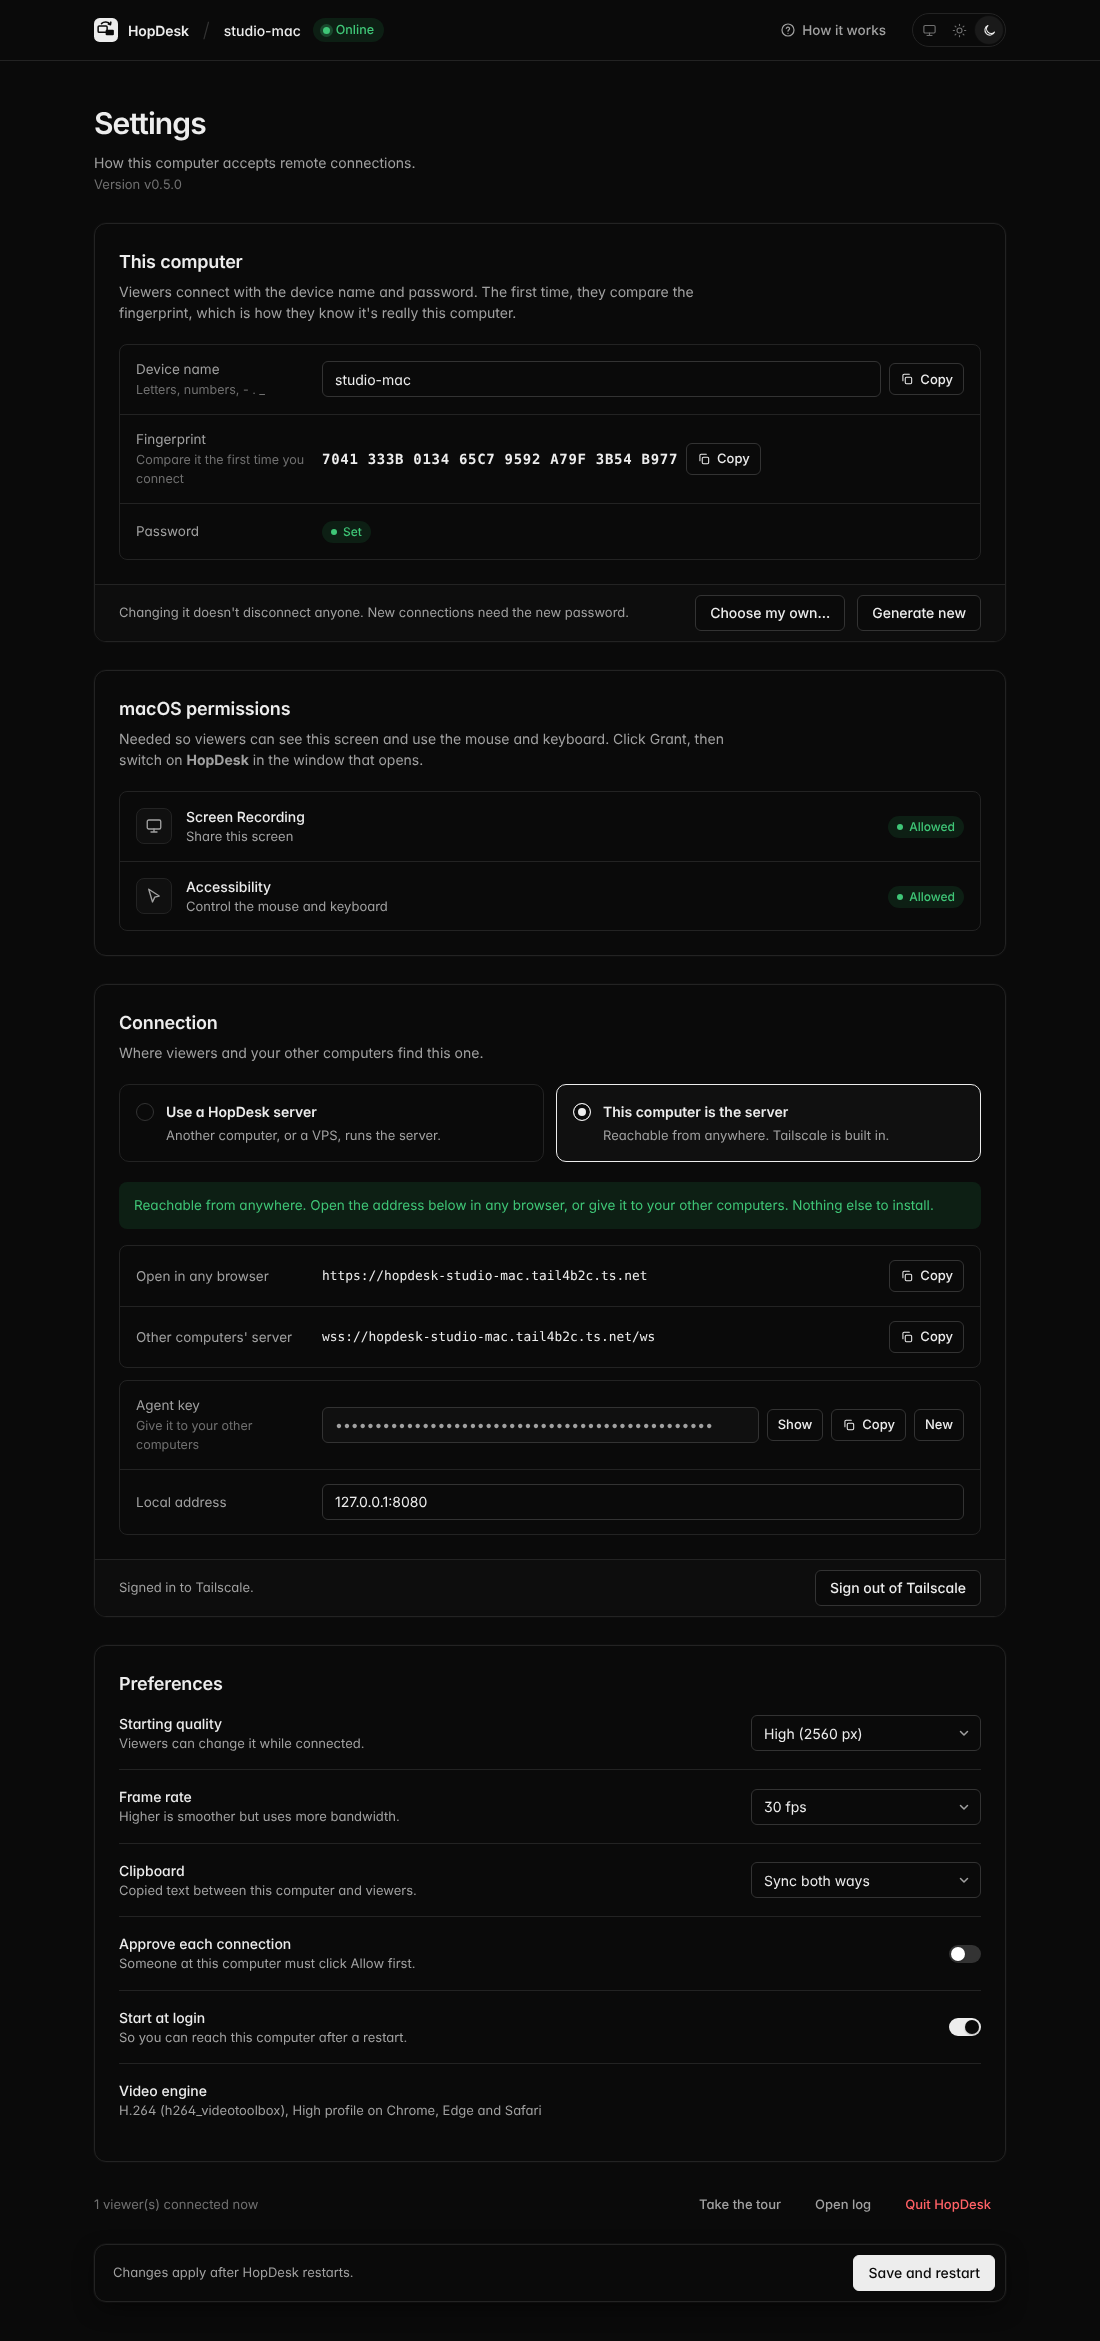 HopDesk / studio-mac Online How it works
Settings
How this computer accepts remote connections.
Version v0.5.0
This computer
Viewers connect with the device name and password. The first time, they compare the
fingerprint, which is how they know it's really this computer.
Device name
Letters, numbers, - . _
studio-mac
Copy
Fingerprint
Compare it the first time you
connect
7041 333B 0134 65C7 9592 A79F 3B54 B977
Copy
Password
Set
Changing it doesn't disconnect anyone. New connections need the new password.
Choose my own...
Generate new
macOS permissions
Needed so viewers can see this screen and use the mouse and keyboard. Click Grant, then
switch on HopDesk in the window that opens.
Screen Recording
Share this screen
Allowed
Accessibility
Control the mouse and keyboard
Allowed
Connection
Where viewers and your other computers find this one.
Use a HopDesk server
Another computer, or a VPS, runs the server.
This computer is the server
Reachable from anywhere. Tailscale is built in.
Reachable from anywhere. Open the address below in any browser, or give it to your other computers. Nothing else to install.
Open in any browser
https://hopdesk-studio-mac.tail4b2c.ts.net
Copy
Other computers' server
wss://hopdesk-studio-mac.tail4b2c.ts.net/ws
Copy
Agent key
Give it to your other
computers
Show
Copy
New
Local address
127.0.0.1:8080
Signed in to Tailscale.
Sign out of Tailscale
Preferences
Starting quality
Viewers can change it while connected.
High (2560 px)
Frame rate
Higher is smoother but uses more bandwidth.
30 fps
Clipboard
Copied text between this computer and viewers.
Sync both ways
Approve each connection
Someone at this computer must click Allow first.
Start at login
So you can reach this computer after a restart.
Video engine
H.264 (h264_videotoolbox), High profile on Chrome, Edge and Safari
1 viewer(s) connected now
Take the tour
Open log
Quit HopDesk
Changes apply after HopDesk restarts.
Save and restart